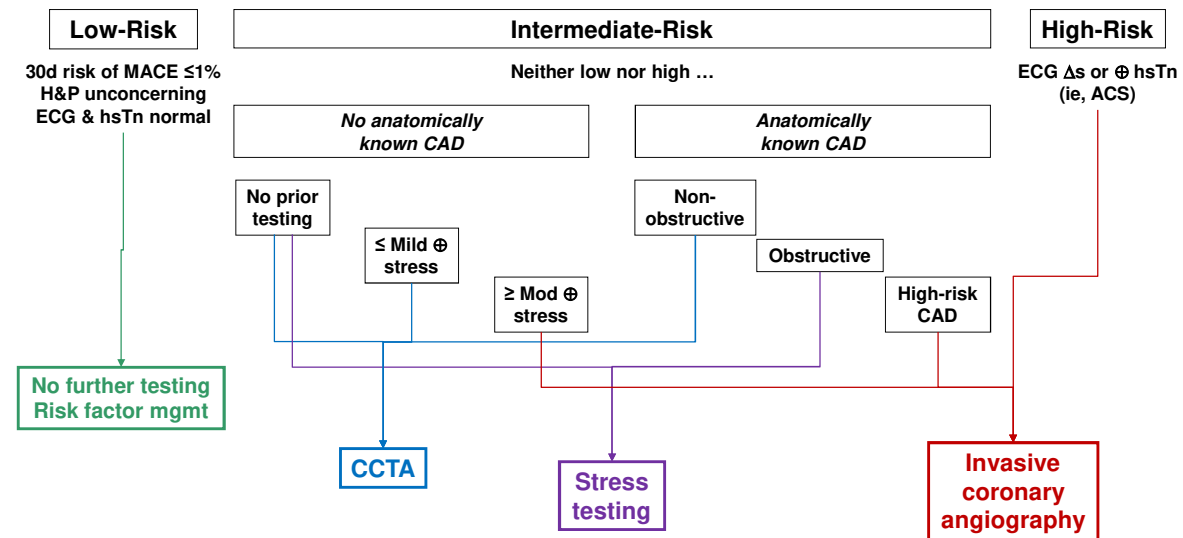 Low-Risk
30d risk of MACE ≤1%
H&P unconcerning
ECG & hsTn normal
Intermediate-Risk
Neither low nor high …
High-Risk
ECG Δs or ⊕ hsTn
(ie, ACS)
No anatomically
known CAD
Anatomically
known CAD
No prior
testing
≤ Mild ⊕
stress
≥ Mod ⊕
stress
Non-
obstructive
Obstructive
High-risk
CAD
No further testing
Risk factor mgmt
CCTA
Stress
testing
Invasive
coronary
angiography